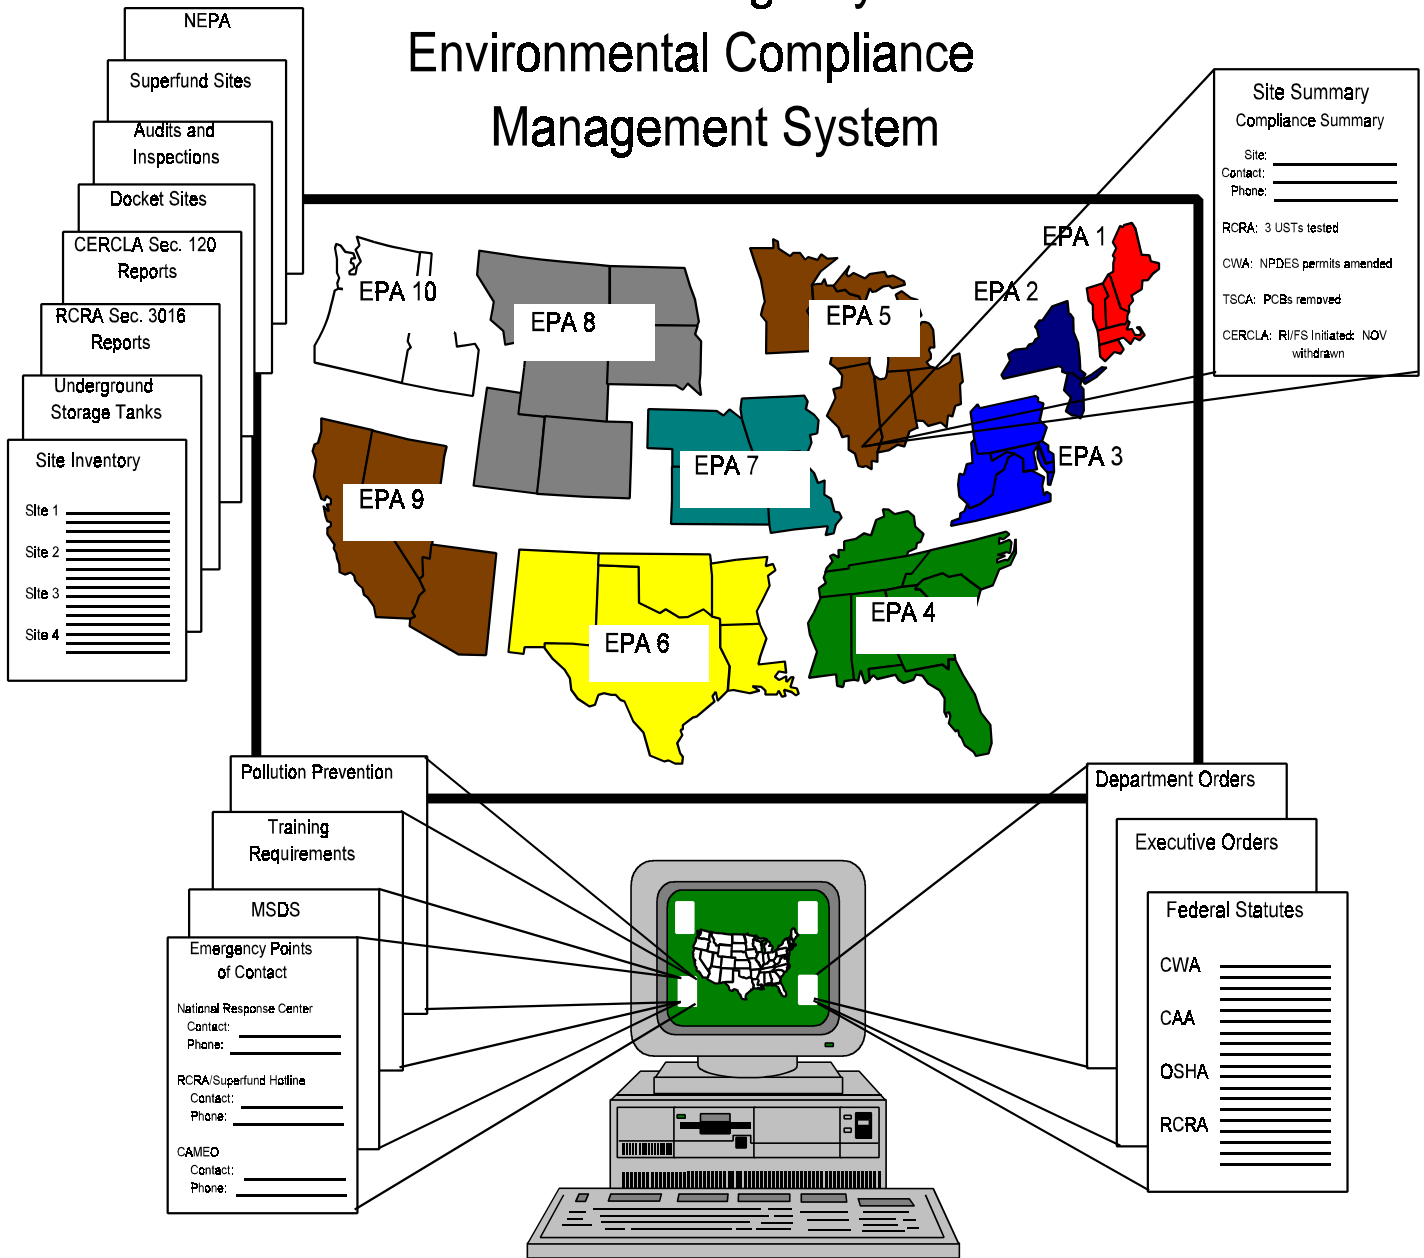 Environmental Compliance
Management System
NEPA
Superfund Sites
Audits and
Inspections
Docket Sites
CERCLA Sec. 120
Reports
RCRA Sec. 3016
Reports
Underground
Storage Tanks
Site Inventory
Site 1
Site 2
Site 3
Site 4
Site Summary
Compliance Summary
Site:
Contact:
Phone:
RCRA: 3 USTs tested
CWA: NPDES permits amended
TSCA: PCBs removed
CERCLA: RI/FS Initiated: NOV
withdrawn
EPA 1
EPA 2
EPA 10
EPA 8
EPA 5
EPA 7
EPA 3
EPA 9
EPA 4
EPA 6
Pollution Prevention
Training
Requirements
MSDS
Emergency Points
of Contact
National Response Center
Contact:
Phone:
RCRA/Superfund Hotline
Contact:
Phone:
CAMEO
Contact:
Phone:
Department Orders
Executive Orders
Federal Statutes
CWA
CAA
OSHA
RCRA